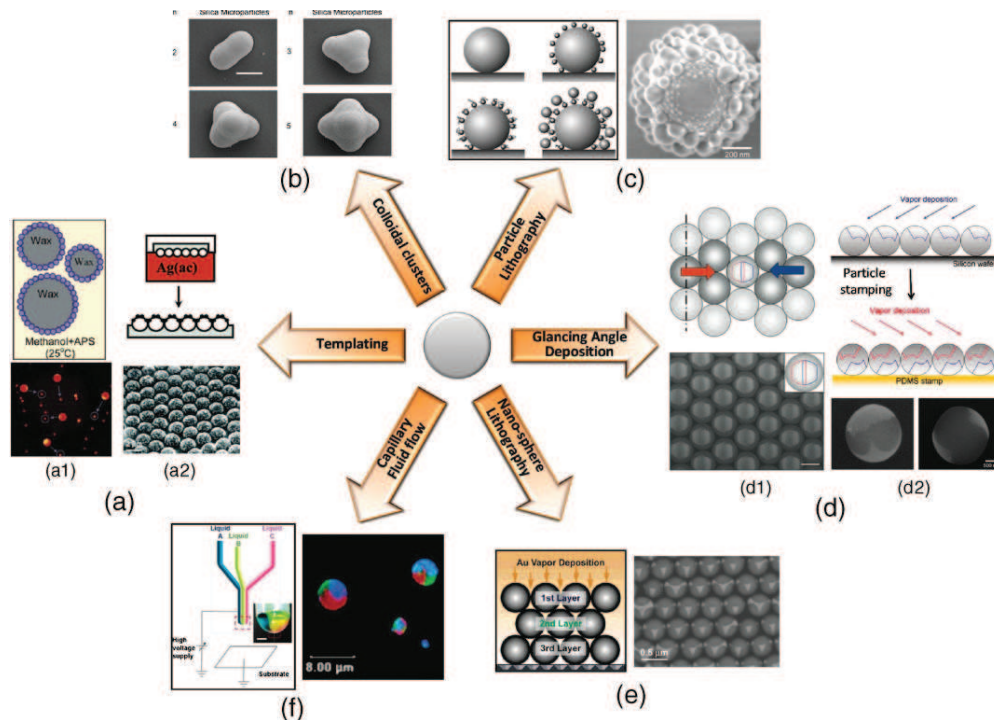 n
Silica Microparticles
n
Silica Microparticles
2
3
4
5
(b)
200 nm
(c)
Colloidal clusters
Particle
Lithography
Templating
Glancing Angle
Deposition
Capillary
Fluid flow
Nano-sphere
Lithography
Wax
Wax
Wax
Methanol+APS
(25°C)
Ag(ac)
(a1)
(a2)
(a)
Vapor deposition
Silicon wafer
Particle
stamping
Vapor deposition
PDMS stamp
(d1)
(d2)
(d)
Liquid
A
Liquid
B
Liquid
C
High
voltage
supply
Substrate
8.00 μm
(f)
Au Vapor Deposition
1st Layer
2nd Layer
3rd Layer
0.5 μm
(e)